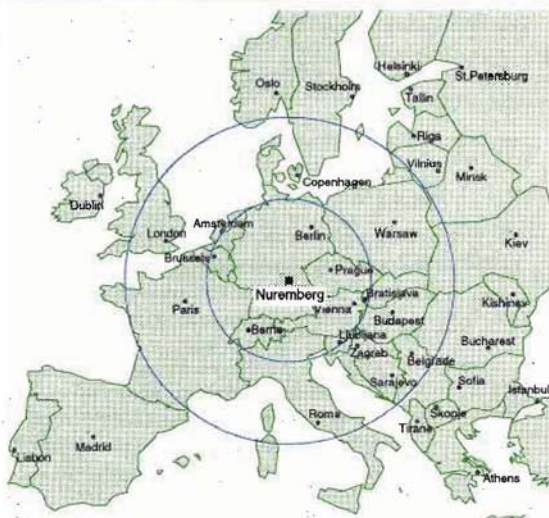 Helsinki
St.Petersburg
Oslo
Stockholm
Tallin
Riga
Vilnius
Minsk
Copenhagen
Dublin
Amsterdam
London
Berlin
Warsaw
Kiev
Brussels
Prague
Nuremberg
Bratislava
Vienna
Kishinev
Paris
Budapest
Berne
Ljubljana
Zagreb
Bucharest
Belgrade
Sarajevo
Sofia
Istanbul
Rome
Skopje
Tirane
Madrid
Lisbon
Athens